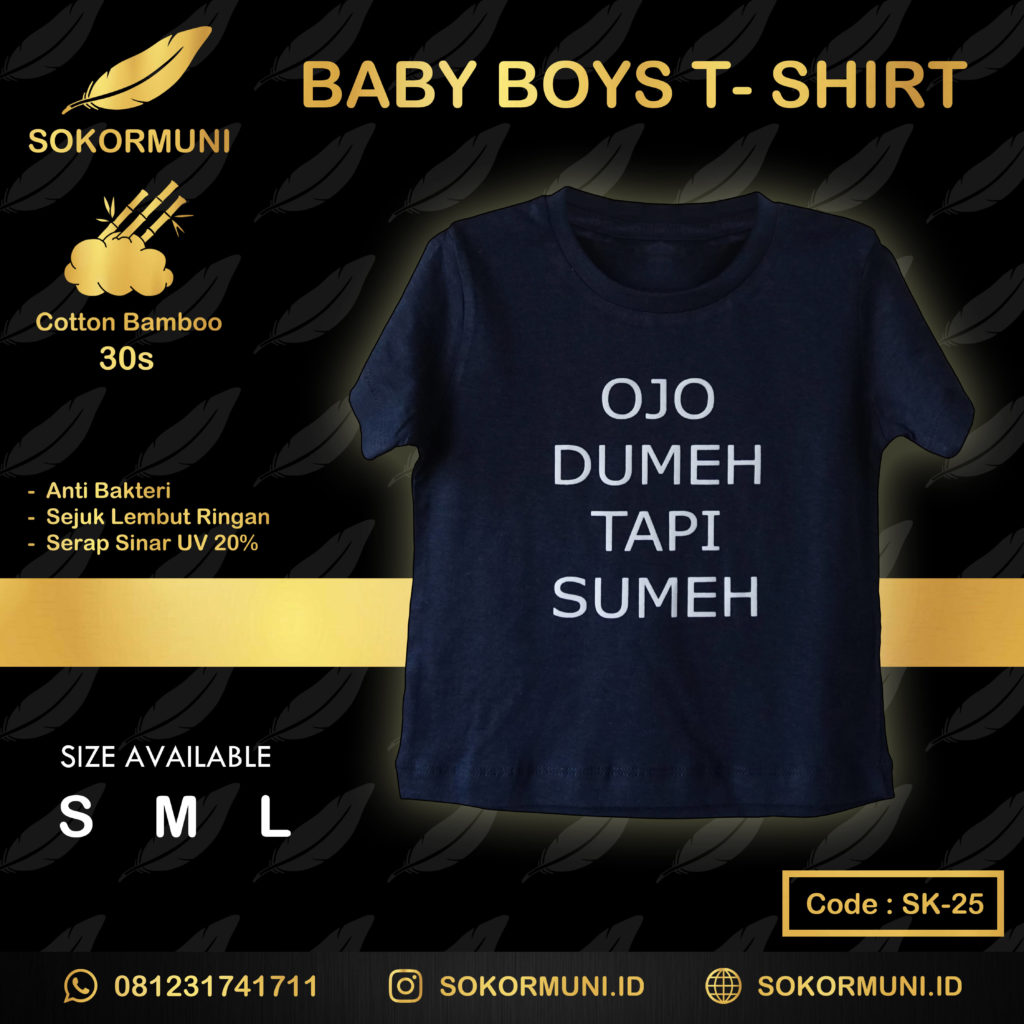 SOKORMUNI
BABY BOYS T- SHIRT
Cotton Bamboo
30s
- Anti Bakteri
- Sejuk Lembut Ringan
- Serap Sinar UV 20%
OJO
DUMEH
TAPI
SUMEH
SIZE AVAILABLE
S M L
Code : SK-25
081231741711 SOKORMUNI.ID SOKORMUNI.ID